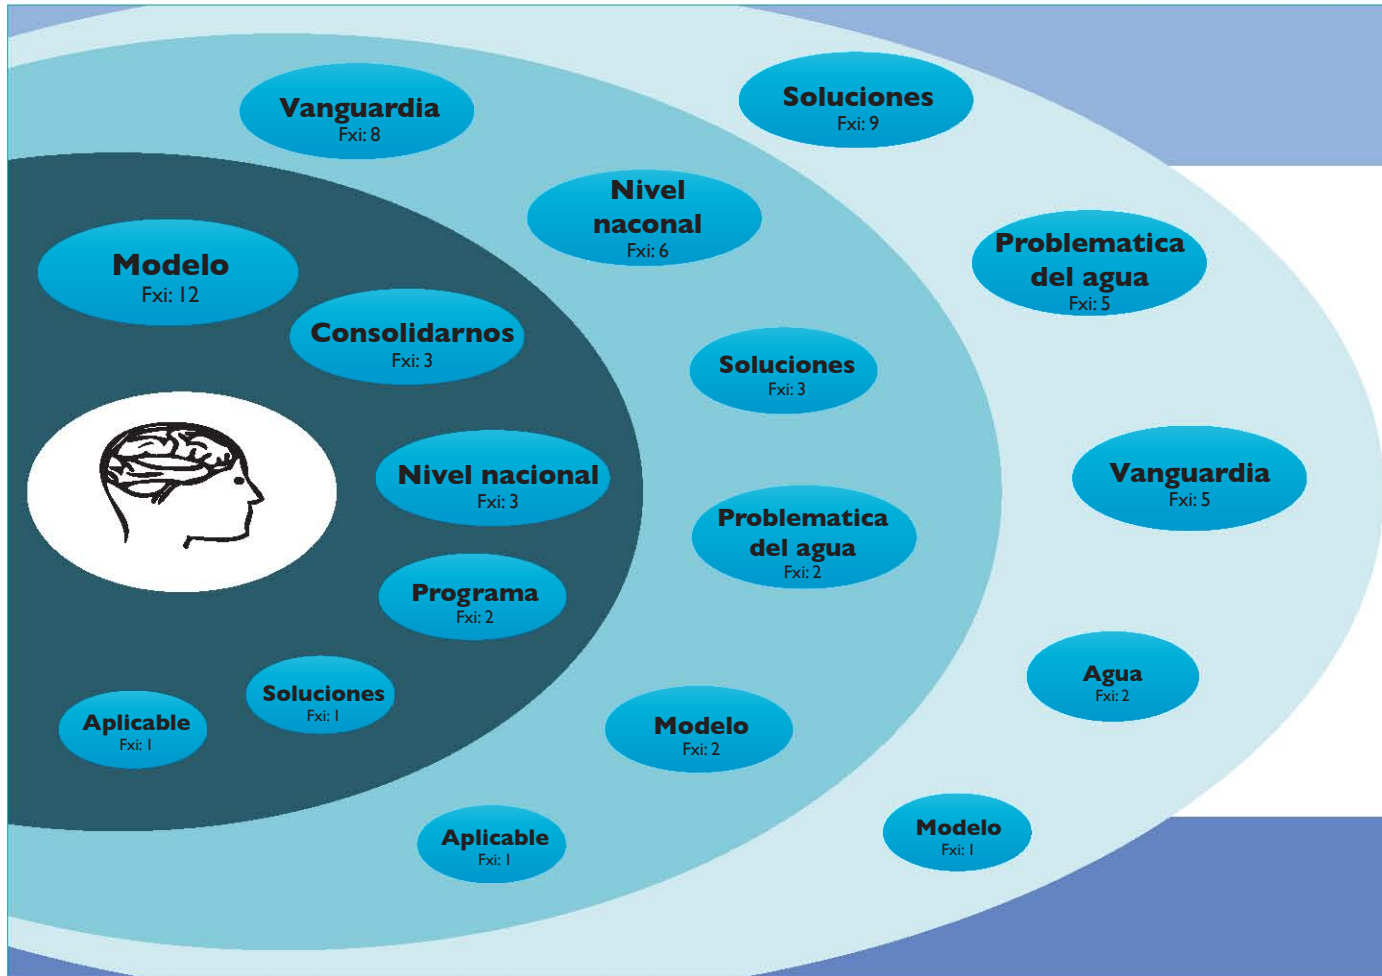 Vanguardia
Fxi: 8
Soluciones
Fxi: 9
Nivel
naconal
Fxi: 6
Problematica
del agua
Fxi: 5
Modelo
Fxi: 12
Consolidarnos
Fxi: 3
Soluciones
Fxi: 3
Nivel nacional
Fxi: 3
Vanguardia
Fxi: 5
Problematica
del agua
Fxi: 2
Programa
Fxi: 2
Agua
Fxi: 2
Soluciones
Fxi: 1
Aplicable
Fxi: 1
Modelo
Fxi: 2
Aplicable
Fxi: 1
Modelo
Fxi: 1